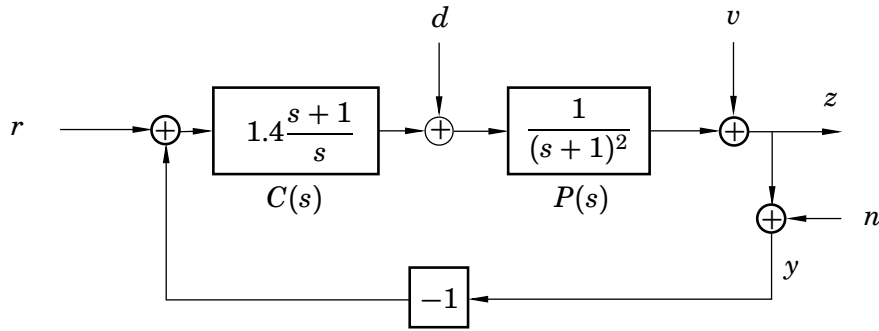 d
v
r
+
1.4 (s + 1)/s
+
1/(s + 1)²
+
z
C(s)
P(s)
+
n
y
−1